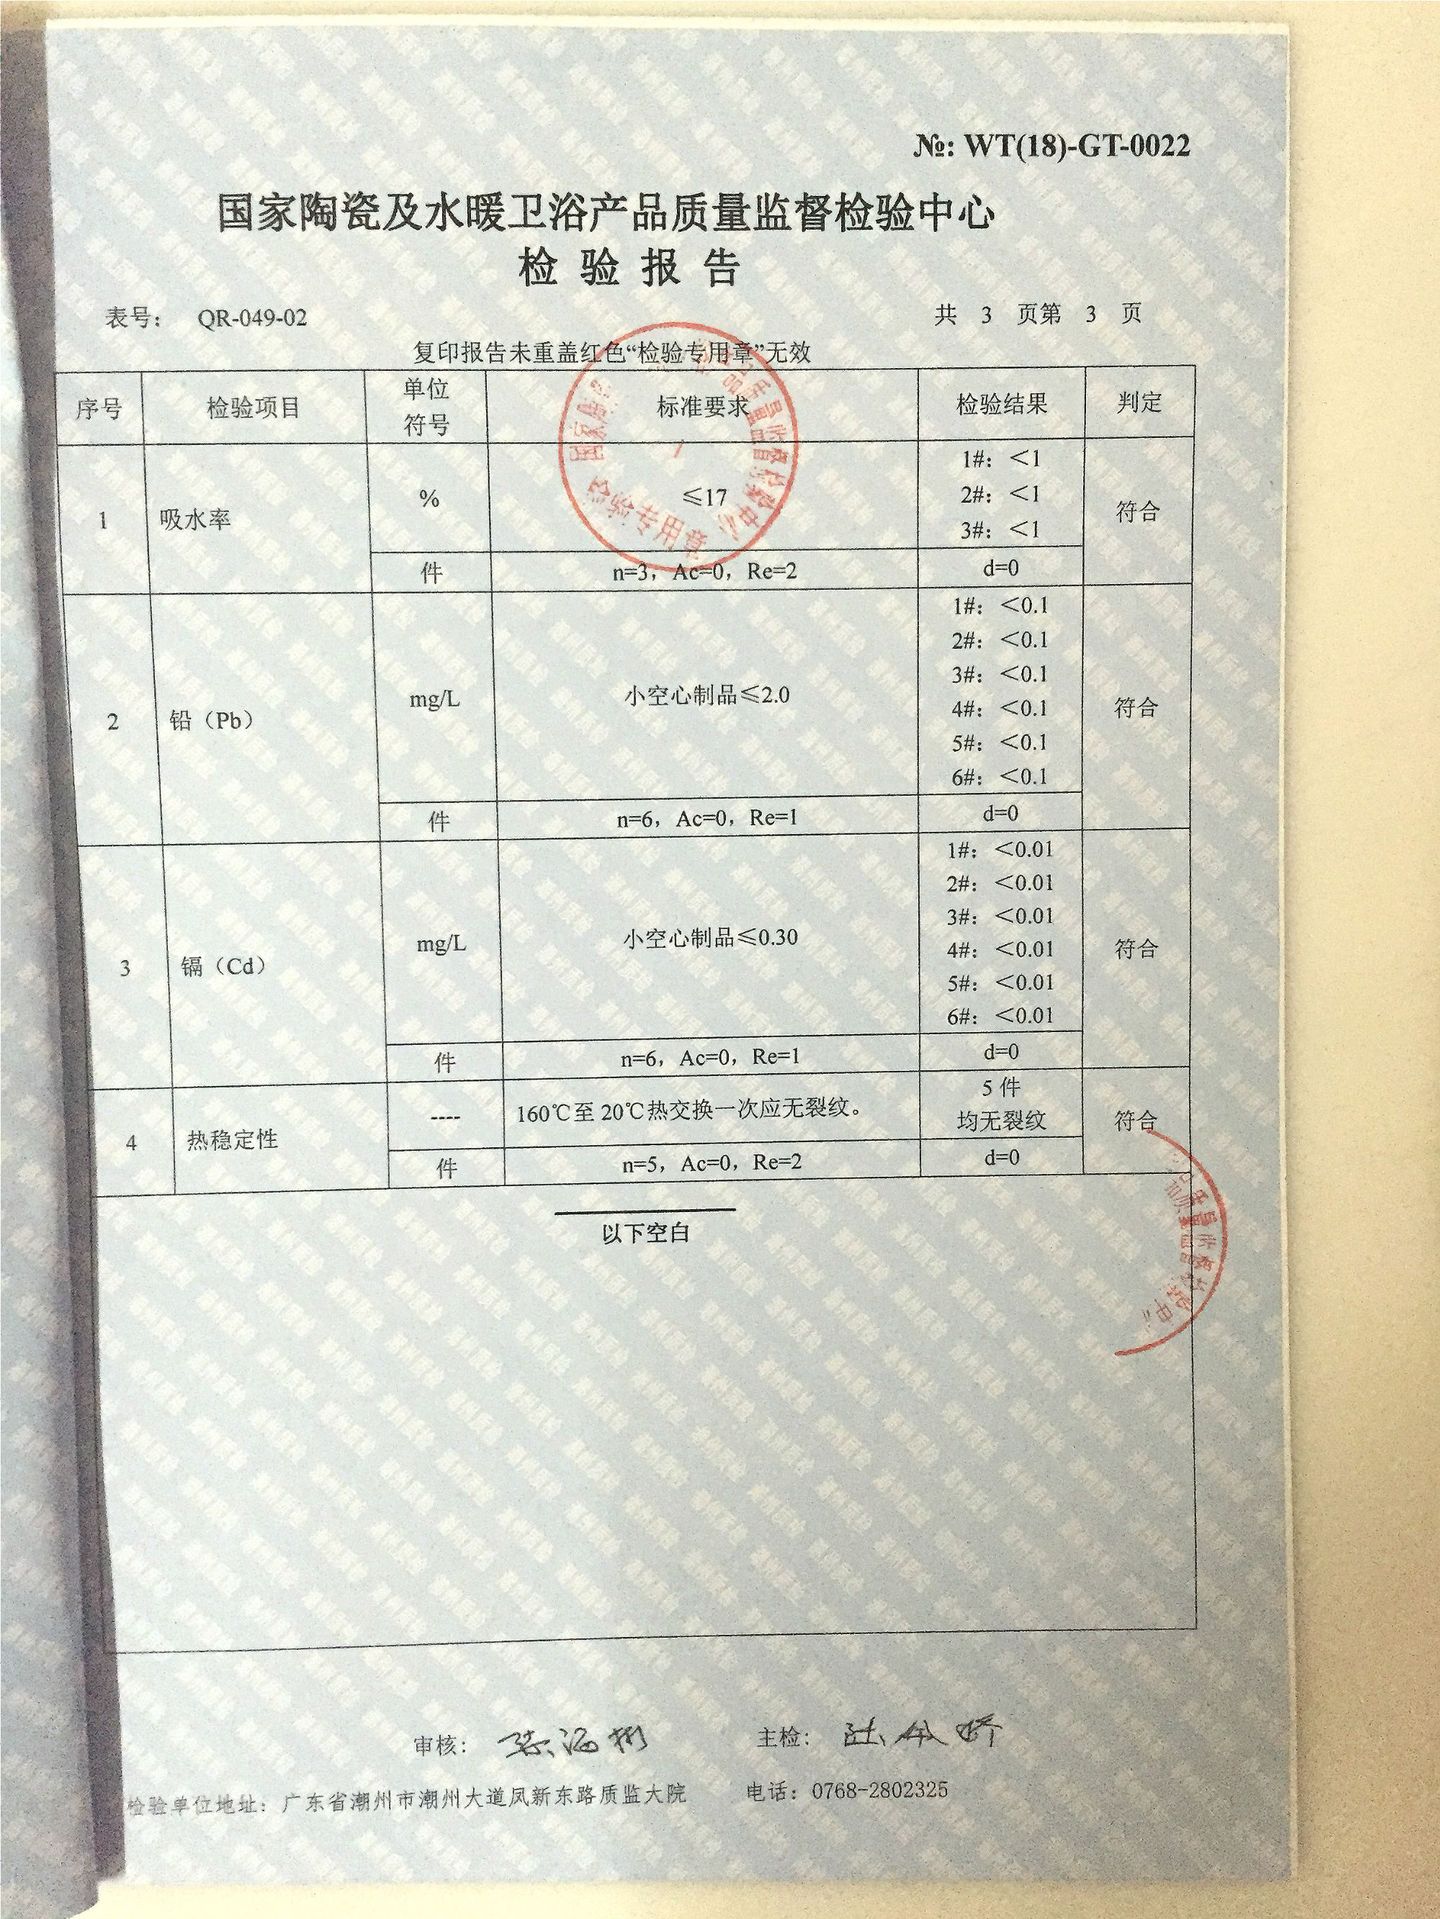 №: WT(18)-GT-0022
国家陶瓷及水暖卫浴产品质量监督检验中心
检 验 报 告
表号: QR-049-02 共 3 页第 3 页
复印报告未重盖红色“检验专用章”无效
序号 检验项目 单位符号 标准要求 检验结果 判定
1 吸水率 % ≤17 1#: <1 符合
2#: <1
3#: <1
件 n=3, Ac=0, Re=2 d=0
2 铅（Pb） mg/L 小空心制品≤2.0 1#: <0.1 符合
2#: <0.1
3#: <0.1
4#: <0.1
5#: <0.1
6#: <0.1
件 n=6, Ac=0, Re=1 d=0
3 镉（Cd） mg/L 小空心制品≤0.30 1#: <0.01 符合
2#: <0.01
3#: <0.01
4#: <0.01
5#: <0.01
6#: <0.01
件 n=6, Ac=0, Re=1 d=0
4 热稳定性 ---- 160℃至20℃热交换一次应无裂纹。 5 件 符合
均无裂纹
件 n=5, Ac=0, Re=2 d=0
以下空白
检验专用章
审核: 主检:
检验单位地址: 广东省潮州市潮州大道凤新东路质监大院 电话: 0768-2802325